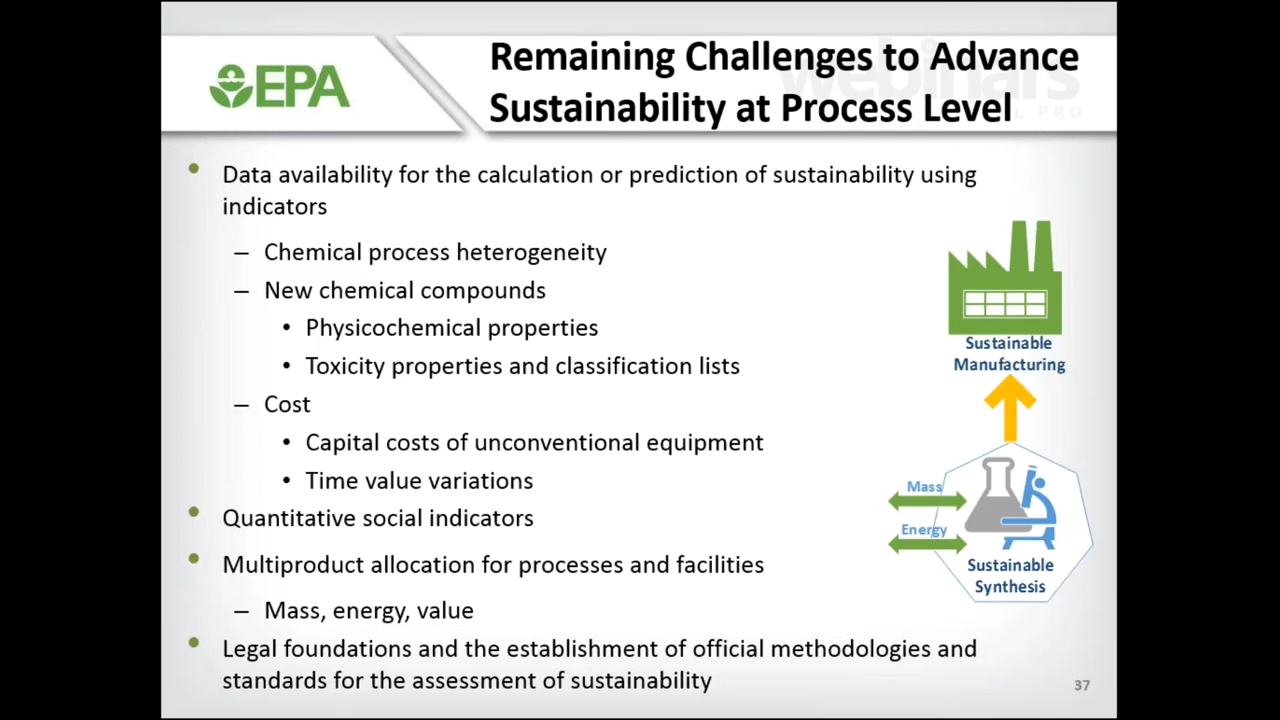 EPA
Remaining Challenges to Advance
Sustainability at Process Level
webinars
L PRO
• Data availability for the calculation or prediction of sustainability using
indicators
– Chemical process heterogeneity
– New chemical compounds
• Physicochemical properties
• Toxicity properties and classification lists
– Cost
• Capital costs of unconventional equipment
• Time value variations
• Quantitative social indicators
• Multiproduct allocation for processes and facilities
– Mass, energy, value
• Legal foundations and the establishment of official methodologies and
standards for the assessment of sustainability
Sustainable
Manufacturing
Mass
Energy
Sustainable
Synthesis
37